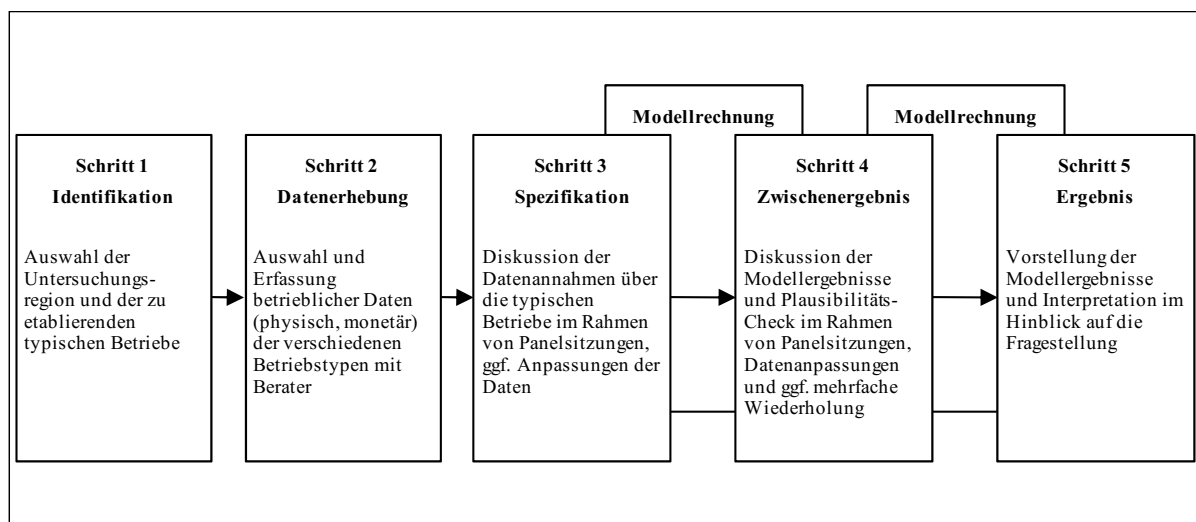 Modellrechnung
Modellrechnung
Schritt 1
Identifikation
Auswahl der
Untersuchungs-
region und der zu
etablierenden
typischen Betriebe
Schritt 2
Datenerhebung
Auswahl und
Erfassung
betrieblicher Daten
(physisch, monetär)
der verschiedenen
Betriebstypen mit
Berater
Schritt 3
Spezifikation
Diskussion der
Datenannahmen über
die typischen
Betriebe im Rahmen
von Panelsitzungen,
ggf. Anpassungen der
Daten
Schritt 4
Zwischenergebnis
Diskussion der
Modellergebnisse
und Plausibilitäts-
Check im Rahmen
von Panelsitzungen,
Datenanpassungen
und ggf. mehrfache
Wiederholung
Schritt 5
Ergebnis
Vorstellung der
Modellergebnisse
und Interpretation im
Hinblick auf die
Fragestellung